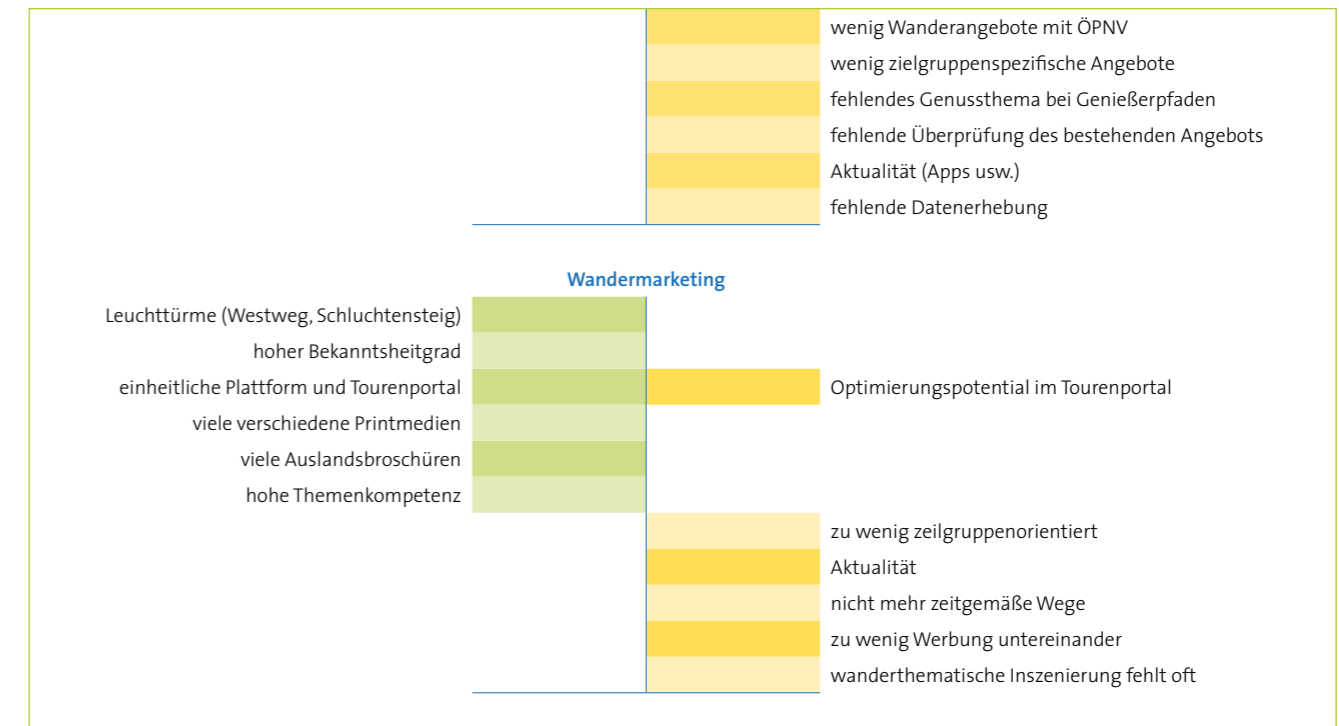 wenig Wanderangebote mit ÖPNV
wenig zielgruppenspezifische Angebote
fehlendes Genussthema bei Genießerpfaden
fehlende Überprüfung des bestehenden Angebots
Aktualität (Apps usw.)
fehlende Datenerhebung
Wandermarketing
Leuchttürme (Westweg, Schluchtensteig)
hoher Bekanntsheitgrad
einheitliche Plattform und Tourenportal
Optimierungspotential im Tourenportal
viele verschiedene Printmedien
viele Auslandsbroschüren
hohe Themenkompetenz
zu wenig zeilgruppenorientiert
Aktualität
nicht mehr zeitgemäße Wege
zu wenig Werbung untereinander
wanderthematische Inszenierung fehlt oft